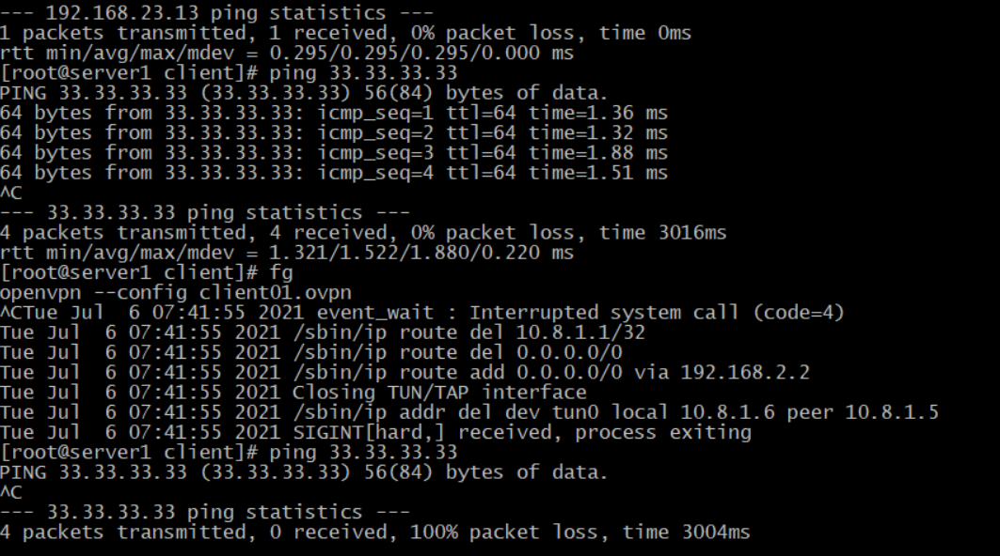 --- 192.168.23.13 ping statistics ---
1 packets transmitted, 1 received, 0% packet loss, time 0ms
rtt min/avg/max/mdev = 0.295/0.295/0.295/0.000 ms
[root@server1 client]# ping 33.33.33.33
PING 33.33.33.33 (33.33.33.33) 56(84) bytes of data.
64 bytes from 33.33.33.33: icmp_seq=1 ttl=64 time=1.36 ms
64 bytes from 33.33.33.33: icmp_seq=2 ttl=64 time=1.32 ms
64 bytes from 33.33.33.33: icmp_seq=3 ttl=64 time=1.88 ms
64 bytes from 33.33.33.33: icmp_seq=4 ttl=64 time=1.51 ms
^C
--- 33.33.33.33 ping statistics ---
4 packets transmitted, 4 received, 0% packet loss, time 3016ms
rtt min/avg/max/mdev = 1.321/1.522/1.880/0.220 ms
[root@server1 client]# fg
openvpn --config client01.ovpn
^CTue Jul  6 07:41:55 2021 event_wait : Interrupted system call (code=4)
Tue Jul  6 07:41:55 2021 /sbin/ip route del 10.8.1.1/32
Tue Jul  6 07:41:55 2021 /sbin/ip route del 0.0.0.0/0
Tue Jul  6 07:41:55 2021 /sbin/ip route add 0.0.0.0/0 via 192.168.2.2
Tue Jul  6 07:41:55 2021 Closing TUN/TAP interface
Tue Jul  6 07:41:55 2021 /sbin/ip addr del dev tun0 local 10.8.1.6 peer 10.8.1.5
Tue Jul  6 07:41:55 2021 SIGINT[hard,] received, process exiting
[root@server1 client]# ping 33.33.33.33
PING 33.33.33.33 (33.33.33.33) 56(84) bytes of data.
^C
--- 33.33.33.33 ping statistics ---
4 packets transmitted, 0 received, 100% packet loss, time 3004ms